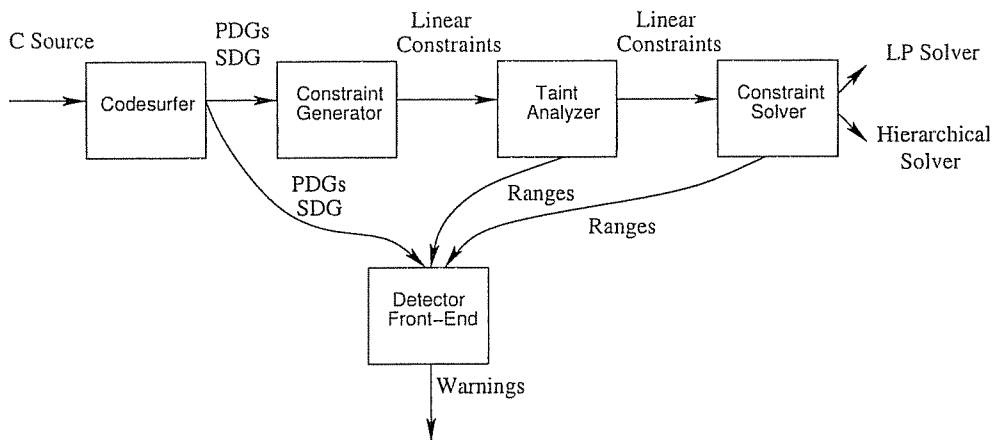 C Source
PDGs
SDG
Linear
Constraints
Linear
Constraints
LP Solver
Codesurfer
Constraint
Generator
Taint
Analyzer
Constraint
Solver
Hierarchical
Solver
PDGs
SDG
Ranges
Ranges
Detector
Front-End
Warnings